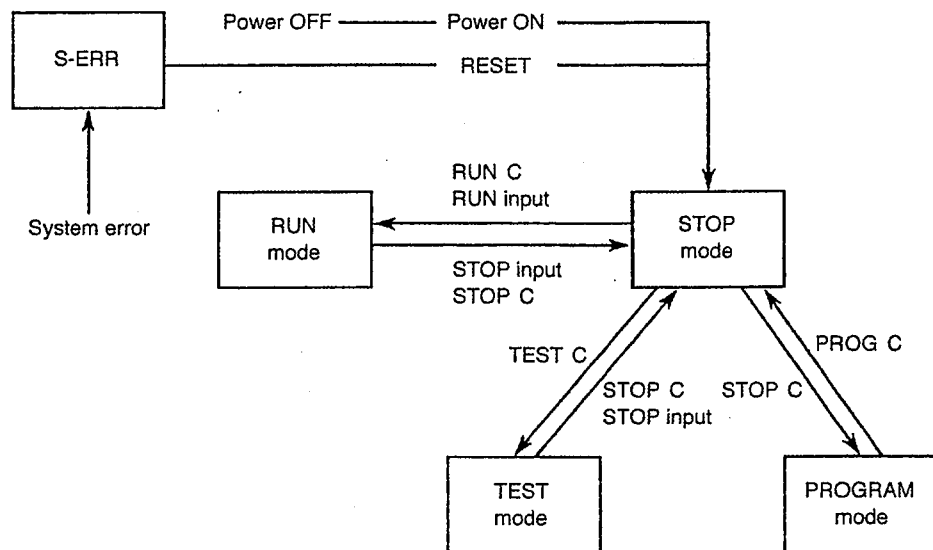 Power OFF
Power ON
S-ERR
RESET
RUN C
RUN input
System error
RUN
mode
STOP
mode
STOP input
STOP C
TEST C
PROG C
STOP C
STOP input
STOP C
TEST
mode
PROGRAM
mode